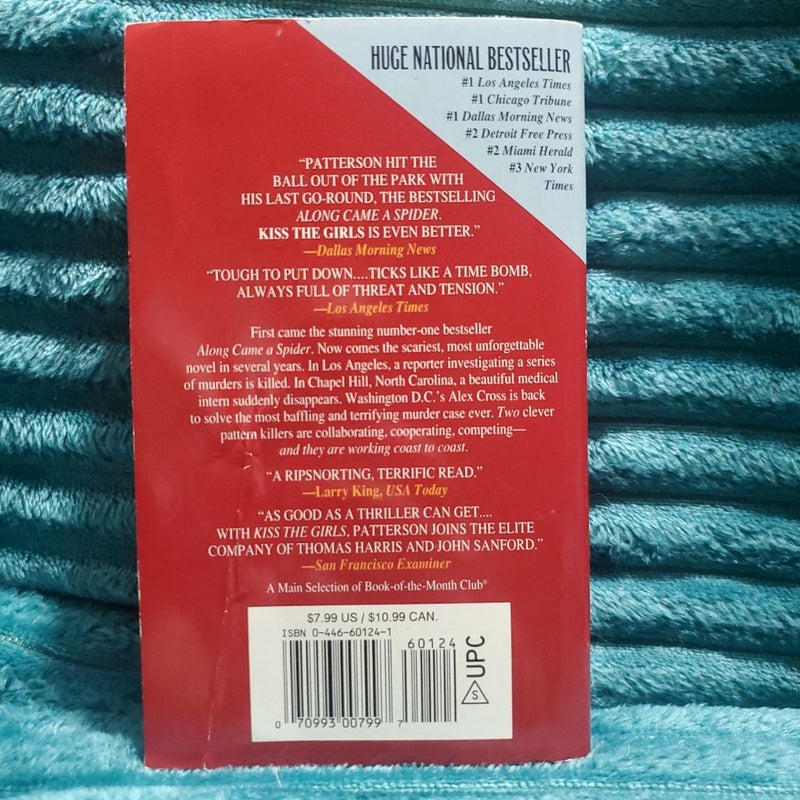 HUGE NATIONAL BESTSELLER
#1 Los Angeles Times
#1 Chicago Tribune
#1 Dallas Morning News
#2 Detroit Free Press
#2 Miami Herald
#3 New York
Times
“PATTERSON HIT THE
BALL OUT OF THE PARK WITH
HIS LAST GO-ROUND, THE BESTSELLING
ALONG CAME A SPIDER.
KISS THE GIRLS IS EVEN BETTER.”
—Dallas Morning News
“TOUGH TO PUT DOWN....TICKS LIKE A TIME BOMB,
ALWAYS FULL OF THREAT AND TENSION.”
—Los Angeles Times
First came the stunning number-one bestseller
Along Came a Spider. Now comes the scariest, most unforgettable
novel in several years. In Los Angeles, a reporter investigating a series
of murders is killed. In Chapel Hill, North Carolina, a beautiful medical
intern suddenly disappears. Washington D.C.’s Alex Cross is back
to solve the most baffling and terrifying murder case ever. Two clever
pattern killers are collaborating, cooperating, competing—
and they are working coast to coast.
“A RIPSNORTING, TERRIFIC READ.”
—Larry King, USA Today
“AS GOOD AS A THRILLER CAN GET....
WITH KISS THE GIRLS, PATTERSON JOINS THE ELITE
COMPANY OF THOMAS HARRIS AND JOHN SANFORD.”
—San Francisco Examiner
A Main Selection of Book-of-the-Month Club®
$7.99 US / $10.99 CAN.
ISBN 0-446-60124-1
60124
0 70993 00799 7
S UPC